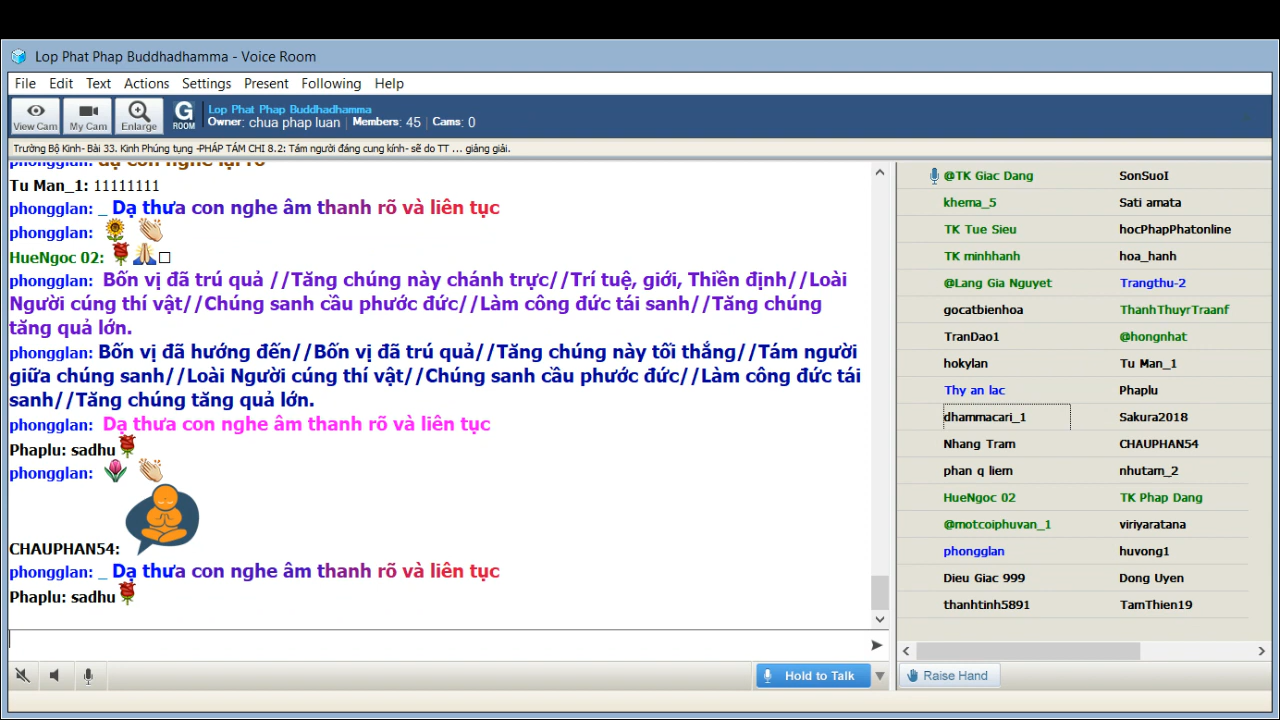 Lop Phat Phap Buddhadhamma - Voice Room
File Edit Text Actions Settings Present Following Help
View Cam My Cam Enlarge G ROOM
Lop Phat Phap Buddhadhamma
Owner: chua phap luan | Members: 45 | Cams: 0
Trường Bộ Kinh- Bài 33. Kinh Phúng tụng -PHÁP TÁM CHI 8.2: Tám người đáng cung kính- sẽ do TT ... giảng giải.
phongglan: dạ con nghe lại rõ
Tu Man_1: 11111111
phongglan: _ Dạ thưa con nghe âm thanh rõ và liên tục
phongglan:
HueNgoc 02:
phongglan: Bốn vị đã trú quả //Tăng chúng này chánh trực//Trí tuệ, giới, Thiền định//Loài
Người cúng thí vật//Chúng sanh cầu phước đức//Làm công đức tái sanh//Tăng chúng
tăng quả lớn.
phongglan: Bốn vị đã hướng đến//Bốn vị đã trú quả//Tăng chúng này tối thắng//Tám người
giữa chúng sanh//Loài Người cúng thí vật//Chúng sanh cầu phước đức//Làm công đức tái
sanh//Tăng chúng tăng quả lớn.
phongglan: Dạ thưa con nghe âm thanh rõ và liên tục
Phaplu: sadhu
phongglan:
CHAUPHAN54:
phongglan: _ Dạ thưa con nghe âm thanh rõ và liên tục
Phaplu: sadhu
Hold to Talk
@TK Giac Dang SonSuoI
khema_5 Sati amata
TK Tue Sieu hocPhapPhatonline
TK minhhanh hoa_hanh
@Lang Gia Nguyet Trangthu-2
gocatbienhoa ThanhThuyrTraanf
TranDao1 @hongnhat
hokylan Tu Man_1
Thy an lac Phaplu
dhammacari_1 Sakura2018
Nhang Tram CHAUPHAN54
phan q liem nhutam_2
HueNgoc 02 TK Phap Dang
@motcoiphuvan_1 viriyaratana
phongglan huvong1
Dieu Giac 999 Dong Uyen
thanhtinh5891 TamThien19
Raise Hand